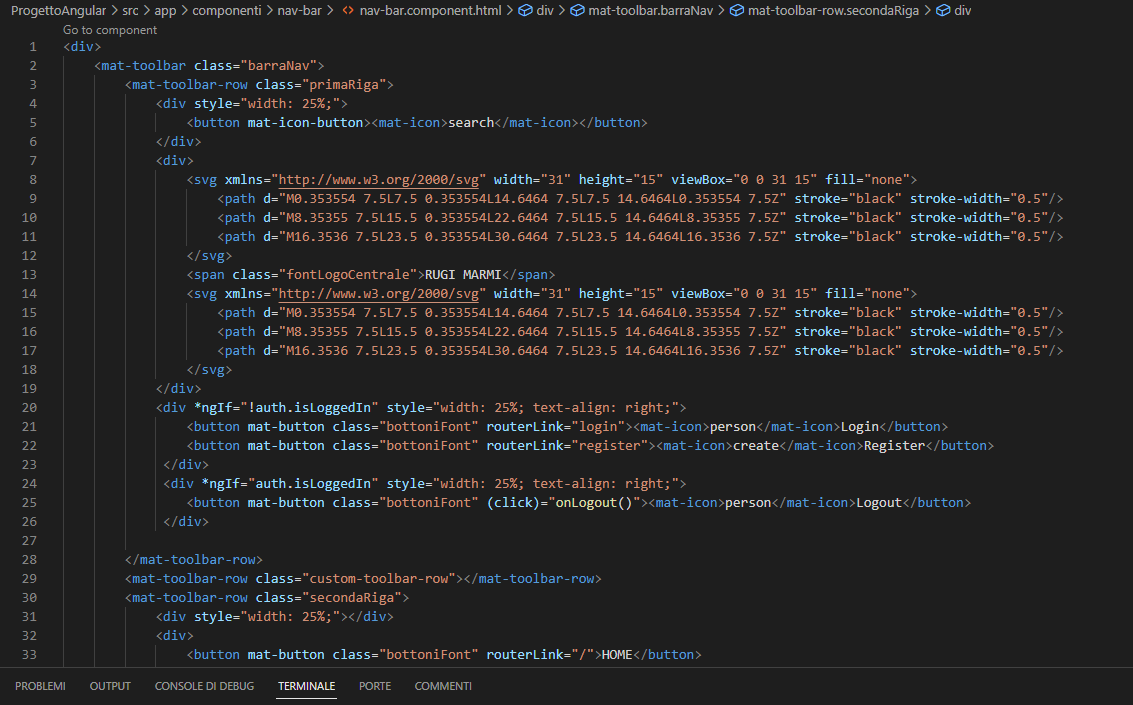 ProgettoAngular > src > app > componenti > nav-bar > <> nav-bar.component.html > div > mat-toolbar.barraNav > mat-toolbar-row.secondaRiga > div
Go to component
1 <div>
2 <mat-toolbar class="barraNav">
3 <mat-toolbar-row class="primaRiga">
4 <div style="width: 25%;">
5 <button mat-icon-button><mat-icon>search</mat-icon></button>
6 </div>
7 <div>
8 <svg xmlns="http://www.w3.org/2000/svg" width="31" height="15" viewBox="0 0 31 15" fill="none">
9 <path d="M0.353554 7.5L7.5 0.353554L14.6464 7.5L7.5 14.6464L0.353554 7.5Z" stroke="black" stroke-width="0.5"/>
10 <path d="M8.35355 7.5L15.5 0.353554L22.6464 7.5L15.5 14.6464L8.35355 7.5Z" stroke="black" stroke-width="0.5"/>
11 <path d="M16.3536 7.5L23.5 0.353554L30.6464 7.5L23.5 14.6464L16.3536 7.5Z" stroke="black" stroke-width="0.5"/>
12 </svg>
13 <span class="fontLogoCentrale">RUGI MARMI</span>
14 <svg xmlns="http://www.w3.org/2000/svg" width="31" height="15" viewBox="0 0 31 15" fill="none">
15 <path d="M0.353554 7.5L7.5 0.353554L14.6464 7.5L7.5 14.6464L0.353554 7.5Z" stroke="black" stroke-width="0.5"/>
16 <path d="M8.35355 7.5L15.5 0.353554L22.6464 7.5L15.5 14.6464L8.35355 7.5Z" stroke="black" stroke-width="0.5"/>
17 <path d="M16.3536 7.5L23.5 0.353554L30.6464 7.5L23.5 14.6464L16.3536 7.5Z" stroke="black" stroke-width="0.5"/>
18 </svg>
19 </div>
20 <div *ngIf="!auth.isLoggedIn" style="width: 25%; text-align: right;">
21 <button mat-button class="bottoniFont" routerLink="login"><mat-icon>person</mat-icon>Login</button>
22 <button mat-button class="bottoniFont" routerLink="register"><mat-icon>create</mat-icon>Register</button>
23 </div>
24 <div *ngIf="auth.isLoggedIn" style="width: 25%; text-align: right;">
25 <button mat-button class="bottoniFont" (click)="onLogout()"><mat-icon>person</mat-icon>Logout</button>
26 </div>
27
28 </mat-toolbar-row>
29 <mat-toolbar-row class="custom-toolbar-row"></mat-toolbar-row>
30 <mat-toolbar-row class="secondaRiga">
31 <div style="width: 25%;"></div>
32 <div>
33 <button mat-button class="bottoniFont" routerLink="/">HOME</button>
PROBLEMI OUTPUT CONSOLE DI DEBUG TERMINALE PORTE COMMENTI